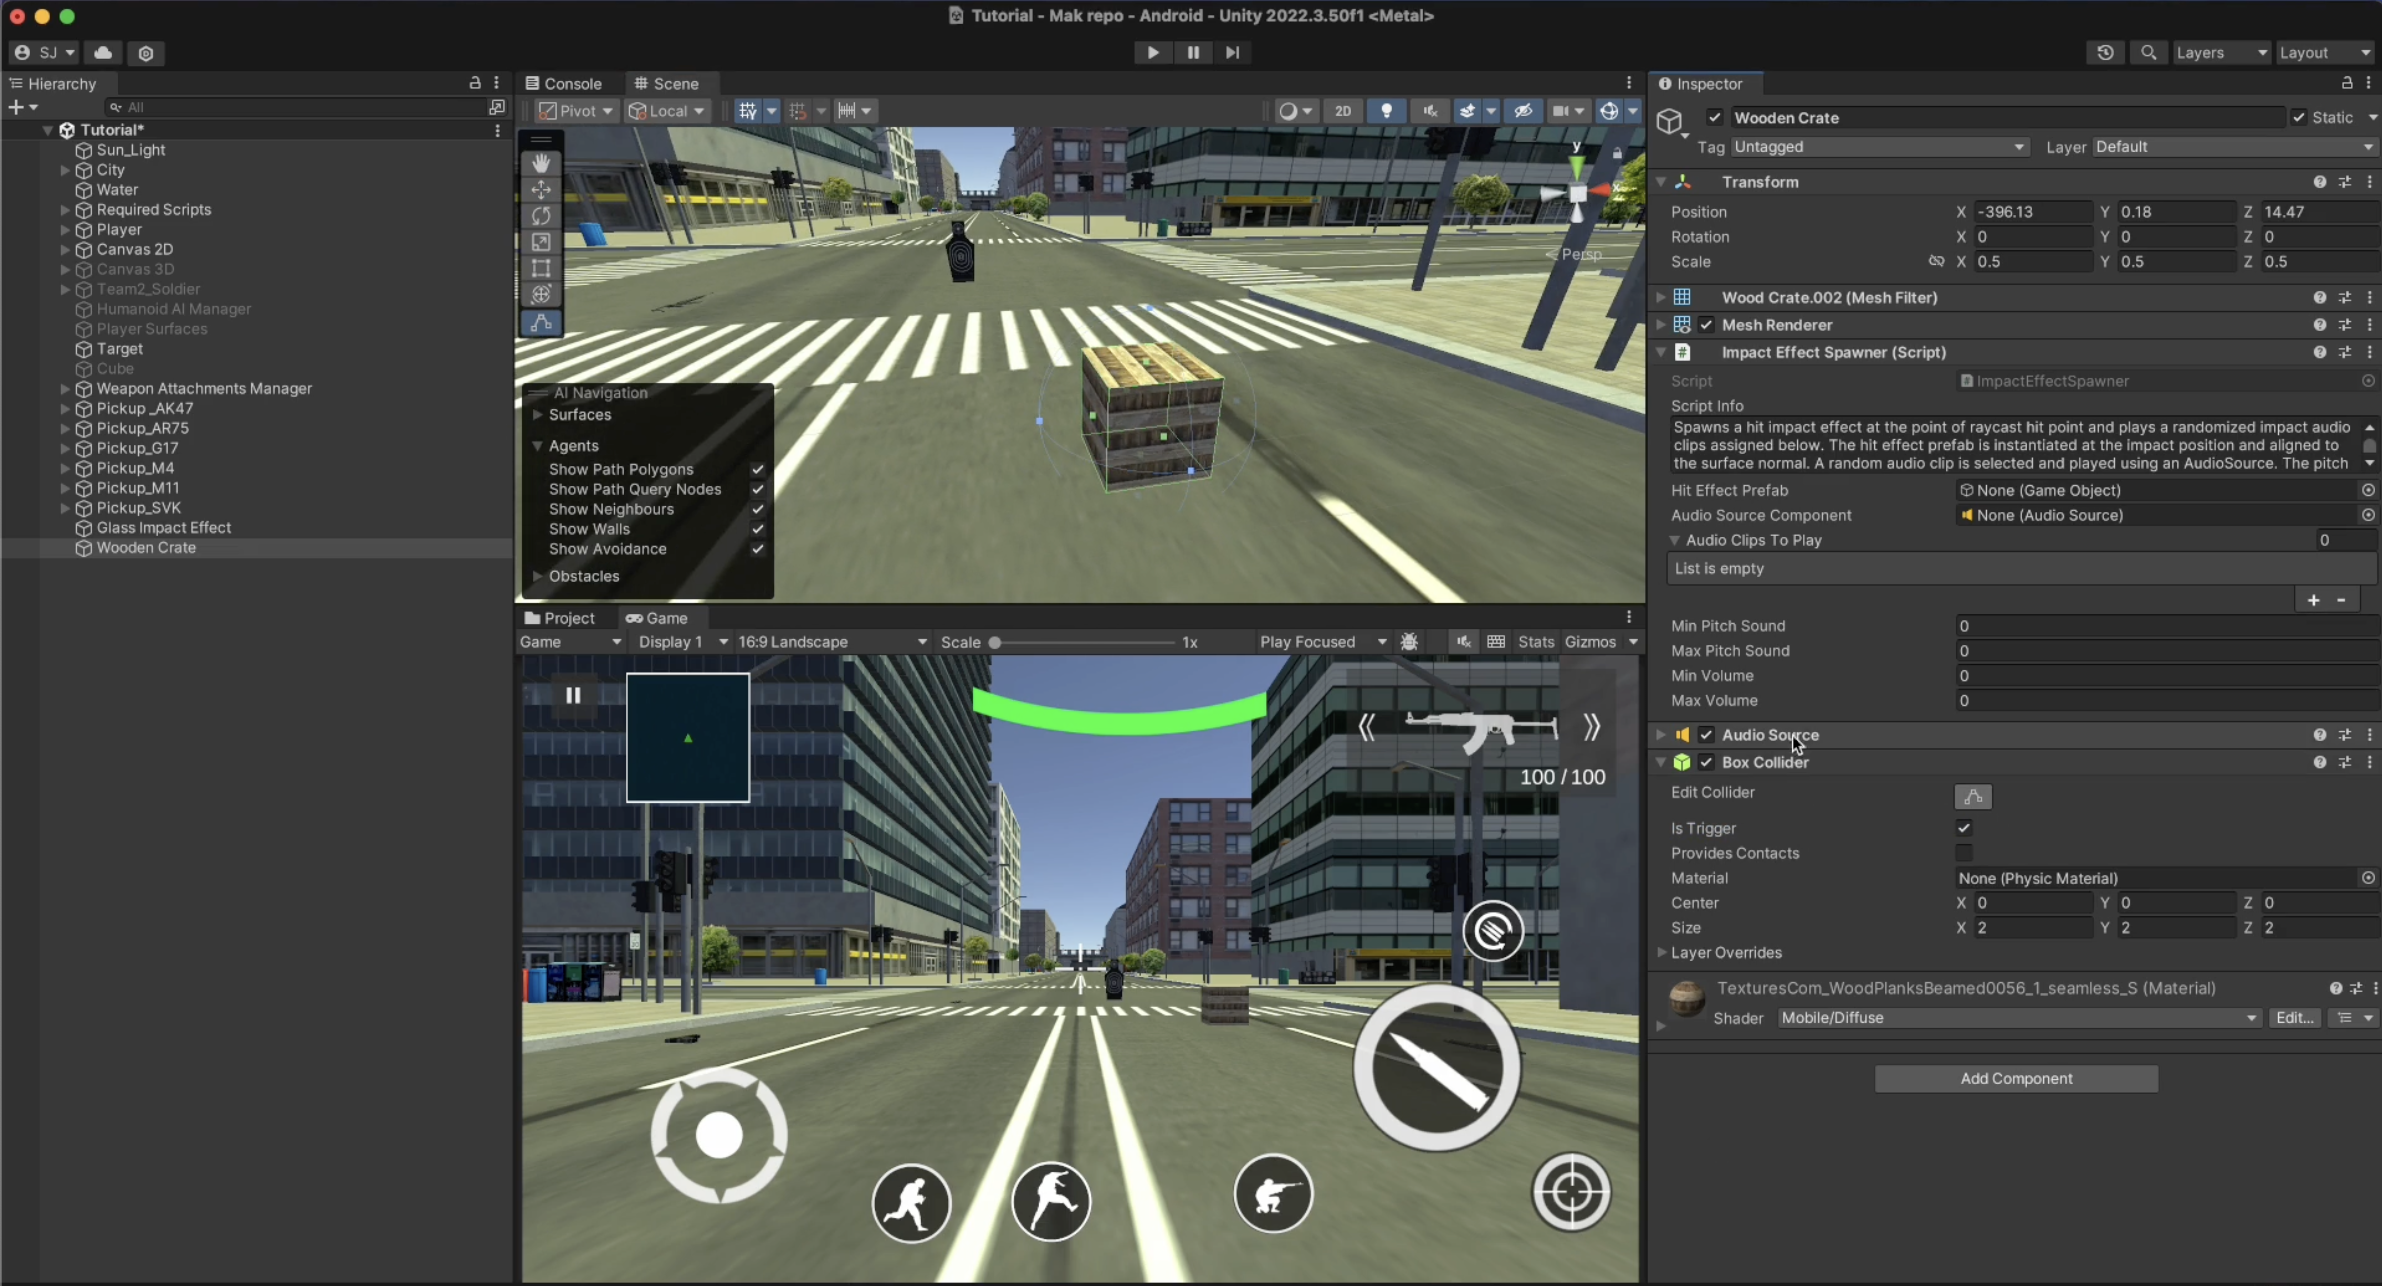 Tutorial - Mak repo - Android - Unity 2022.3.50f1 <Metal>
SJ
Layers
Layout
Hierarchy
All
Tutorial*
Sun_Light
City
Water
Required Scripts
Player
Canvas 2D
Canvas 3D
Team2_Soldier
Humanoid AI Manager
Player Surfaces
Target
Cube
Weapon Attachments Manager
Pickup _AK47
Pickup_AR75
Pickup_G17
Pickup_M4
Pickup_M11
Pickup_SVK
Glass Impact Effect
Wooden Crate
Console
Scene
Pivot
Local
2D
y
x
Persp
AI Navigation
Surfaces
Agents
Show Path Polygons
Show Path Query Nodes
Show Neighbours
Show Walls
Show Avoidance
Obstacles
Project
Game
Game
Display 1
16:9 Landscape
Scale
1x
Play Focused
Stats
Gizmos
100 / 100
Inspector
Wooden Crate
Static
Tag Untagged
Layer Default
Transform
Position X -396.13 Y 0.18 Z 14.47
Rotation X 0 Y 0 Z 0
Scale X 0.5 Y 0.5 Z 0.5
Wood Crate.002 (Mesh Filter)
Mesh Renderer
Impact Effect Spawner (Script)
Script ImpactEffectSpawner
Script Info
Spawns a hit impact effect at the point of raycast hit point and plays a randomized impact audio
clips assigned below. The hit effect prefab is instantiated at the impact position and aligned to
the surface normal. A random audio clip is selected and played using an AudioSource. The pitch
Hit Effect Prefab None (Game Object)
Audio Source Component None (Audio Source)
Audio Clips To Play 0
List is empty
+ -
Min Pitch Sound 0
Max Pitch Sound 0
Min Volume 0
Max Volume 0
Audio Source
Box Collider
Edit Collider
Is Trigger
Provides Contacts
Material None (Physic Material)
Center X 0 Y 0 Z 0
Size X 2 Y 2 Z 2
Layer Overrides
TexturesCom_WoodPlanksBeamed0056_1_seamless_S (Material)
Shader Mobile/Diffuse Edit...
Add Component